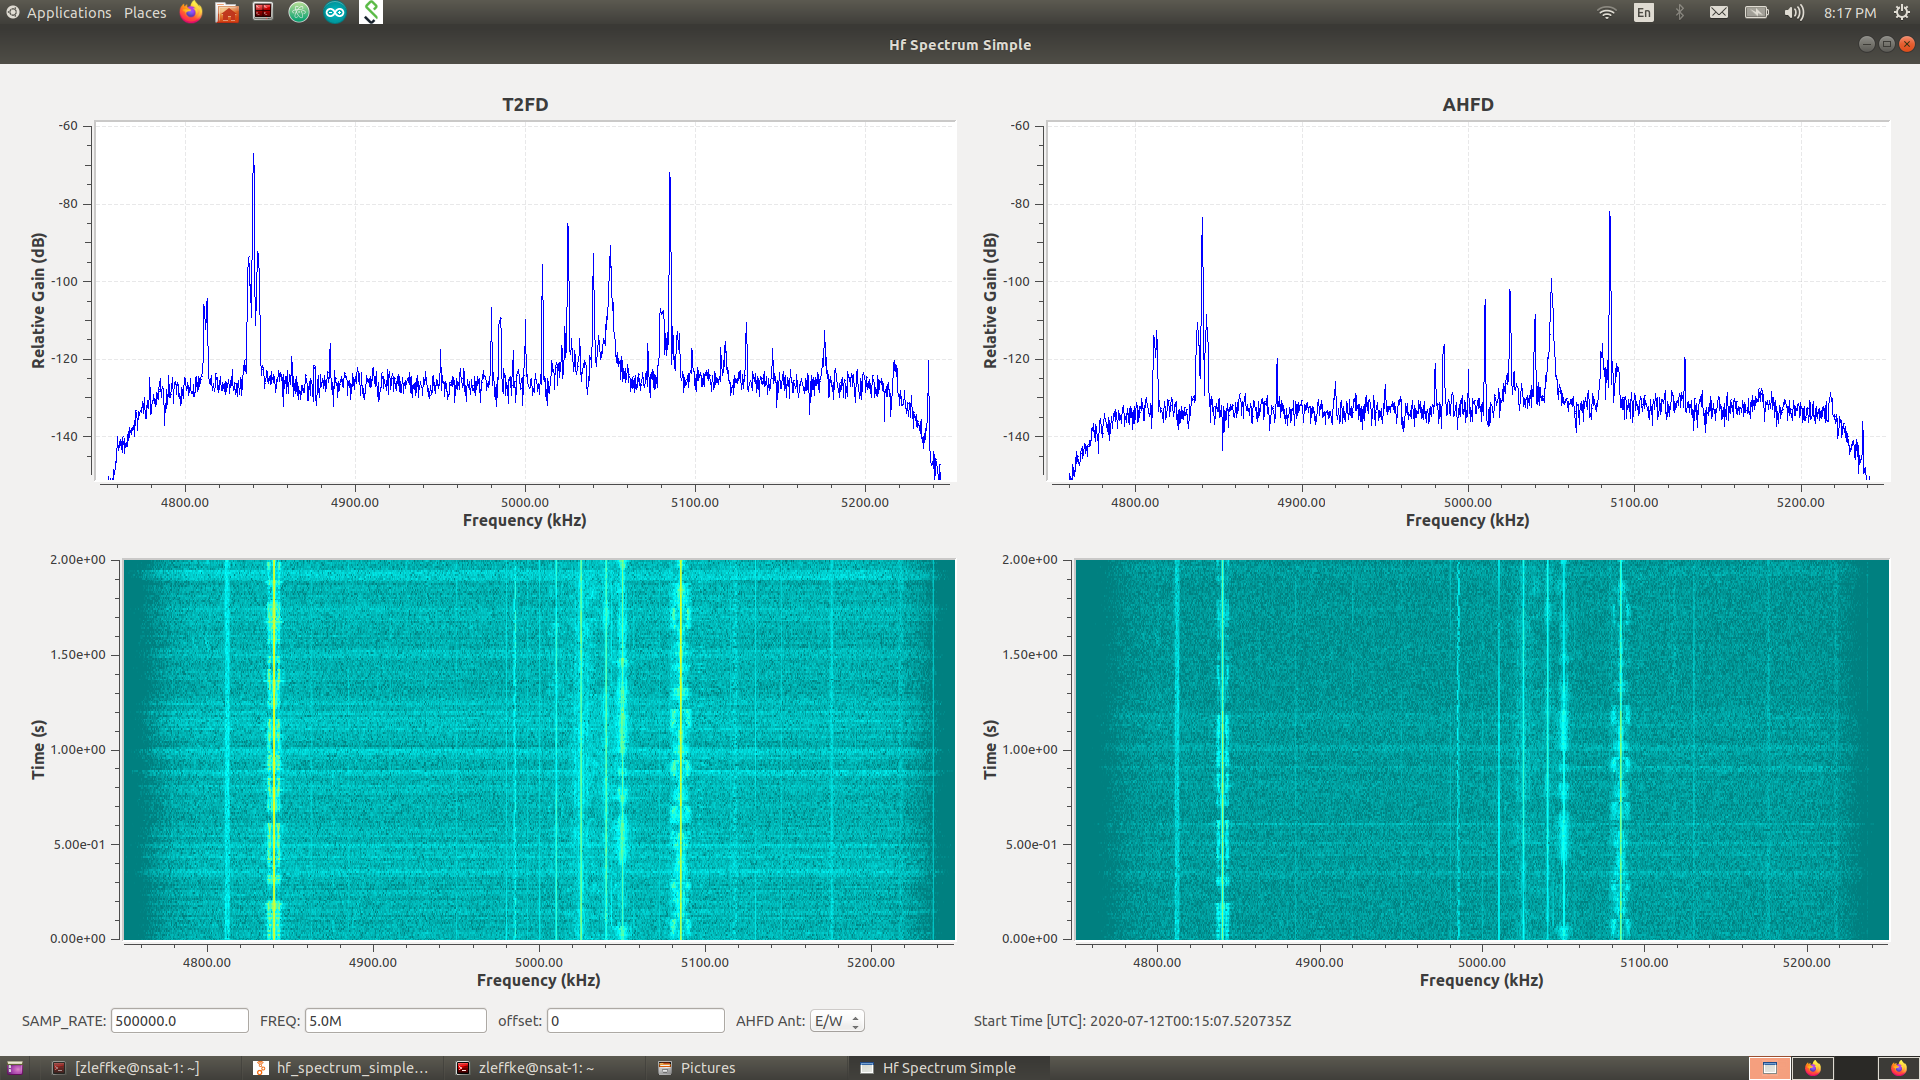 Applications Places En 8:17 PM
Hf Spectrum Simple
T2FD
-60
-80
-100
-120
-140
Relative Gain (dB)
4800.00 4900.00 5000.00 5100.00 5200.00
Frequency (kHz)
AHFD
-60
-80
-100
-120
-140
Relative Gain (dB)
4800.00 4900.00 5000.00 5100.00 5200.00
Frequency (kHz)
2.00e+00
1.50e+00
1.00e+00
5.00e-01
0.00e+00
Time (s)
4800.00 4900.00 5000.00 5100.00 5200.00
Frequency (kHz)
2.00e+00
1.50e+00
1.00e+00
5.00e-01
0.00e+00
Time (s)
4800.00 4900.00 5000.00 5100.00 5200.00
Frequency (kHz)
SAMP_RATE: 500000.0 FREQ: 5.0M offset: 0 AHFD Ant: E/W Start Time [UTC]: 2020-07-12T00:15:07.520735Z
[zleffke@nsat-1: ~] hf_spectrum_simple... zleffke@nsat-1: ~ Pictures Hf Spectrum Simple